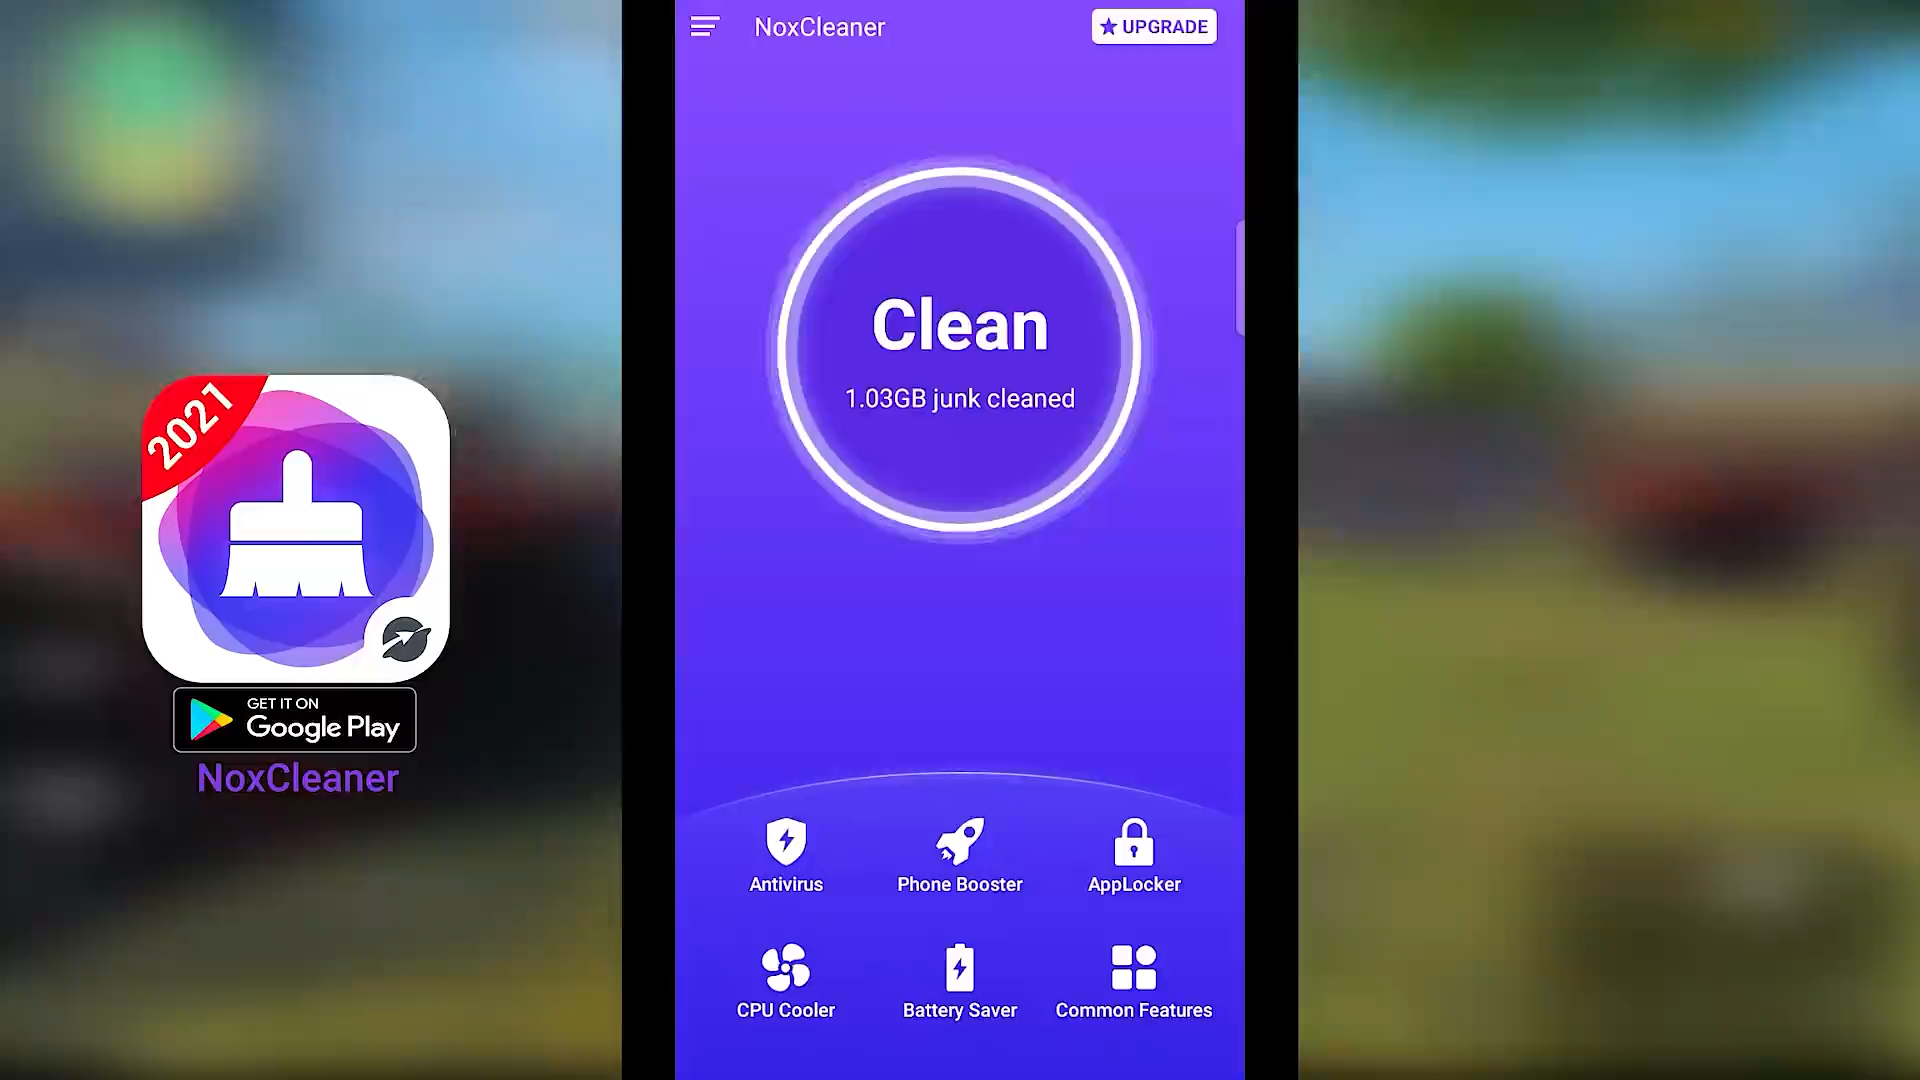 2021
GET IT ON
Google Play
NoxCleaner
NoxCleaner
UPGRADE
Clean
1.03GB junk cleaned
Antivirus
Phone Booster
AppLocker
CPU Cooler
Battery Saver
Common Features